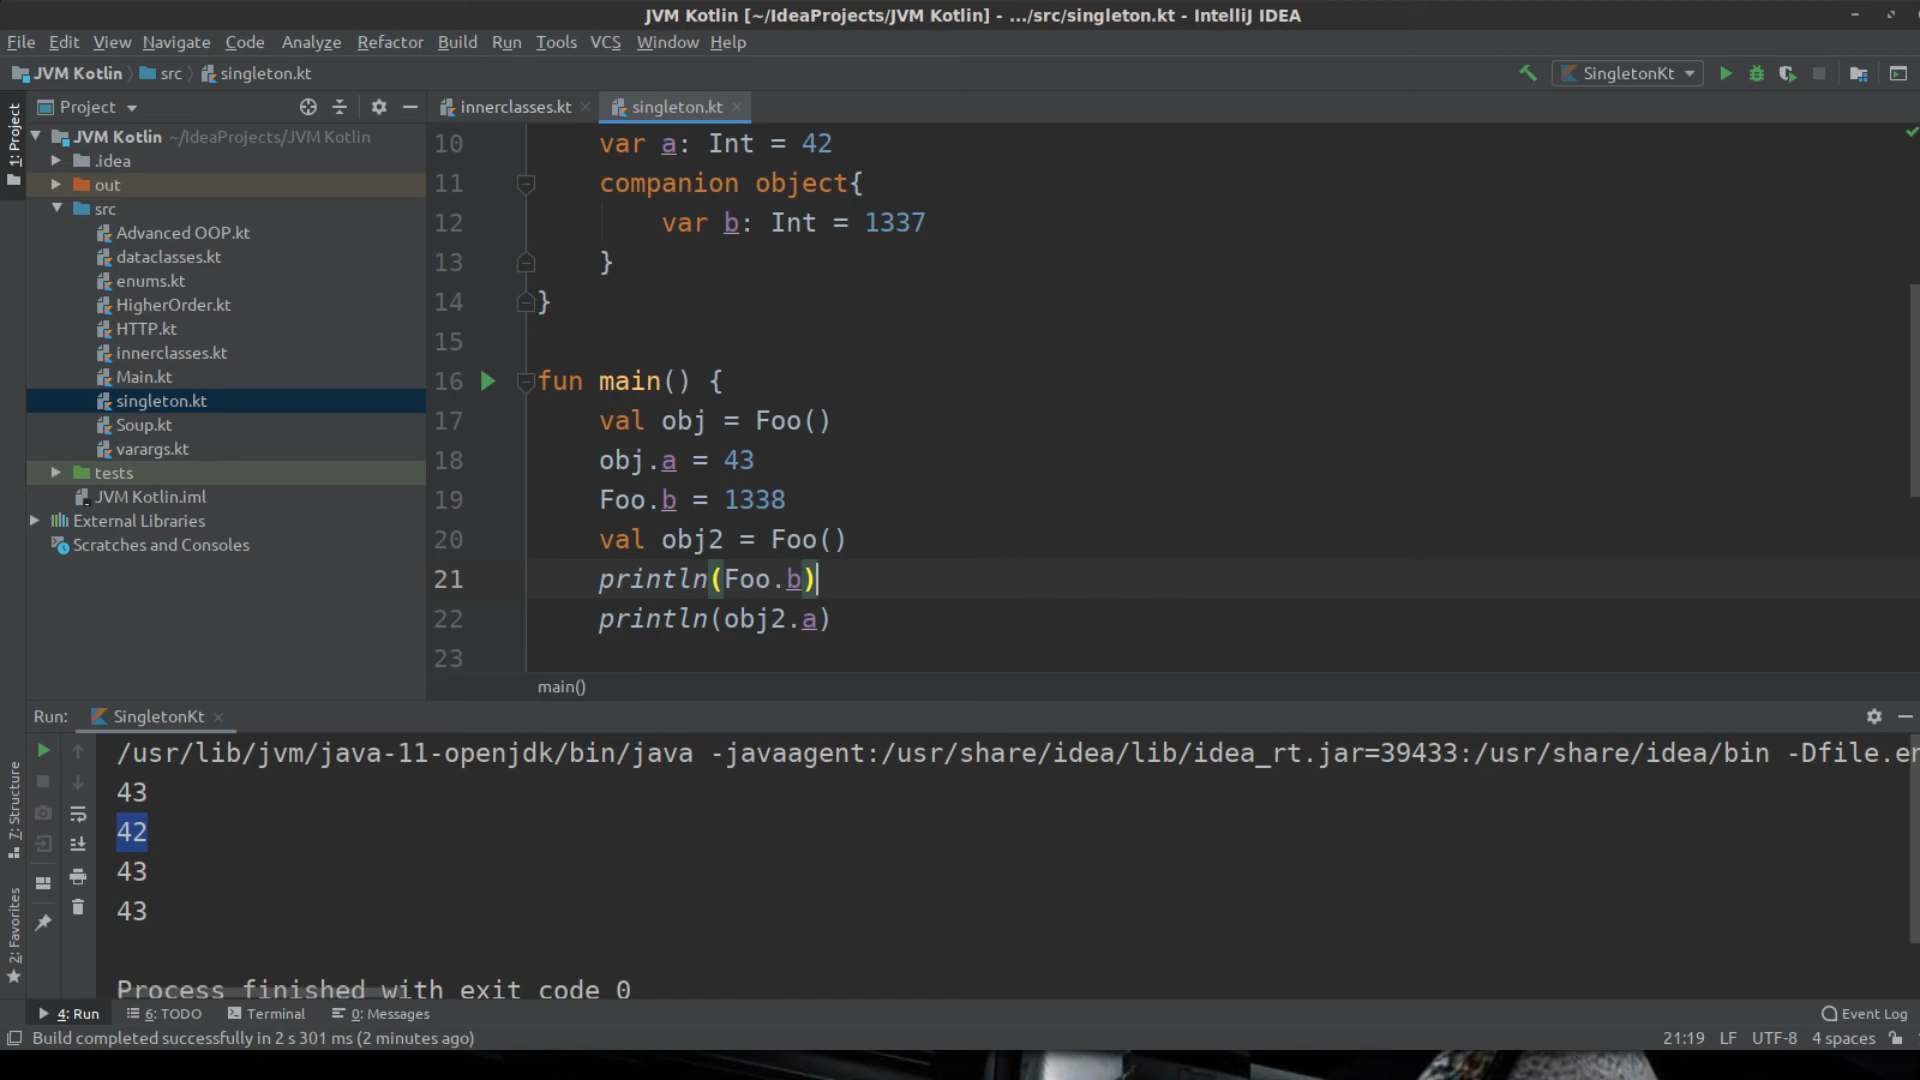 JVM Kotlin [~/IdeaProjects/JVM Kotlin] - .../src/singleton.kt - IntelliJ IDEA
File Edit View Navigate Code Analyze Refactor Build Run Tools VCS Window Help
JVM Kotlin src singleton.kt SingletonKt
1: Project
Project innerclasses.kt singleton.kt
JVM Kotlin ~/IdeaProjects/JVM Kotlin
.idea
out
src
Advanced OOP.kt
dataclasses.kt
enums.kt
HigherOrder.kt
HTTP.kt
innerclasses.kt
Main.kt
singleton.kt
Soup.kt
varargs.kt
tests
JVM Kotlin.iml
External Libraries
Scratches and Consoles
10 var a: Int = 42
11 companion object{
12 var b: Int = 1337
13 }
14 }
15
16 fun main() {
17 val obj = Foo()
18 obj.a = 43
19 Foo.b = 1338
20 val obj2 = Foo()
21 println(Foo.b)
22 println(obj2.a)
23
main()
Run: SingletonKt
/usr/lib/jvm/java-11-openjdk/bin/java -javaagent:/usr/share/idea/lib/idea_rt.jar=39433:/usr/share/idea/bin -Dfile.en
43
42
43
43
Process finished with exit code 0
7: Structure
2: Favorites
4: Run 6: TODO Terminal 0: Messages Event Log
Build completed successfully in 2 s 301 ms (2 minutes ago) 21:19 LF UTF-8 4 spaces